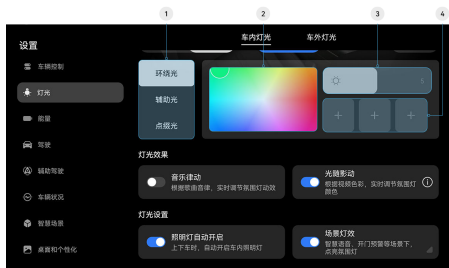 1
2
3
4
设置
车内灯光
车外灯光
车辆控制
灯光
能量
驾驶
辅助驾驶
车辆状况
智慧场景
桌面和个性化
环绕光
辅助光
点缀光
灯光效果
音乐律动
根据歌曲音律，实时调节氛围灯动效
光随影动
根据视频色彩，实时调节氛围灯
颜色
灯光设置
照明灯自动开启
上下车时，自动开启车内照明灯
场景灯效
智慧语音、开门预警等场景下，
点亮氛围灯